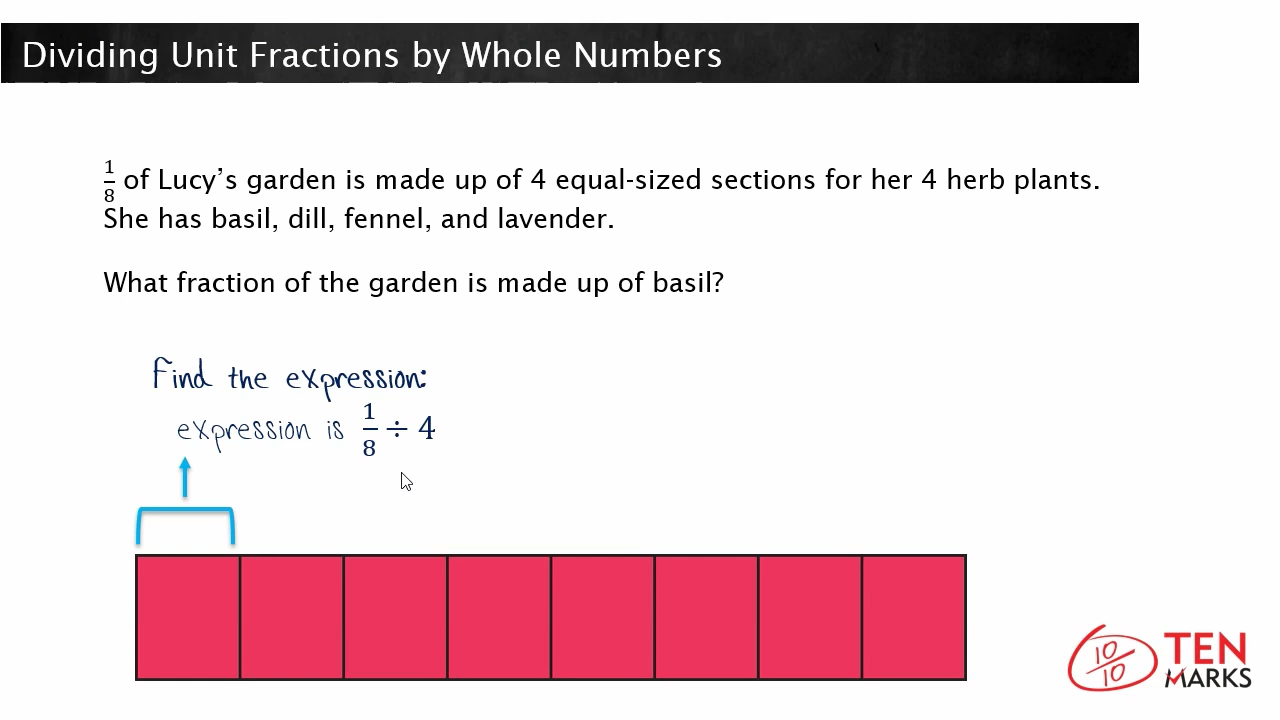 Dividing Unit Fractions by Whole Numbers
1/8 of Lucy's garden is made up of 4 equal-sized sections for her 4 herb plants.
She has basil, dill, fennel, and lavender.
What fraction of the garden is made up of basil?
Find the expression:
expression is 1/8 ÷ 4
10/10 TEN
MARKS